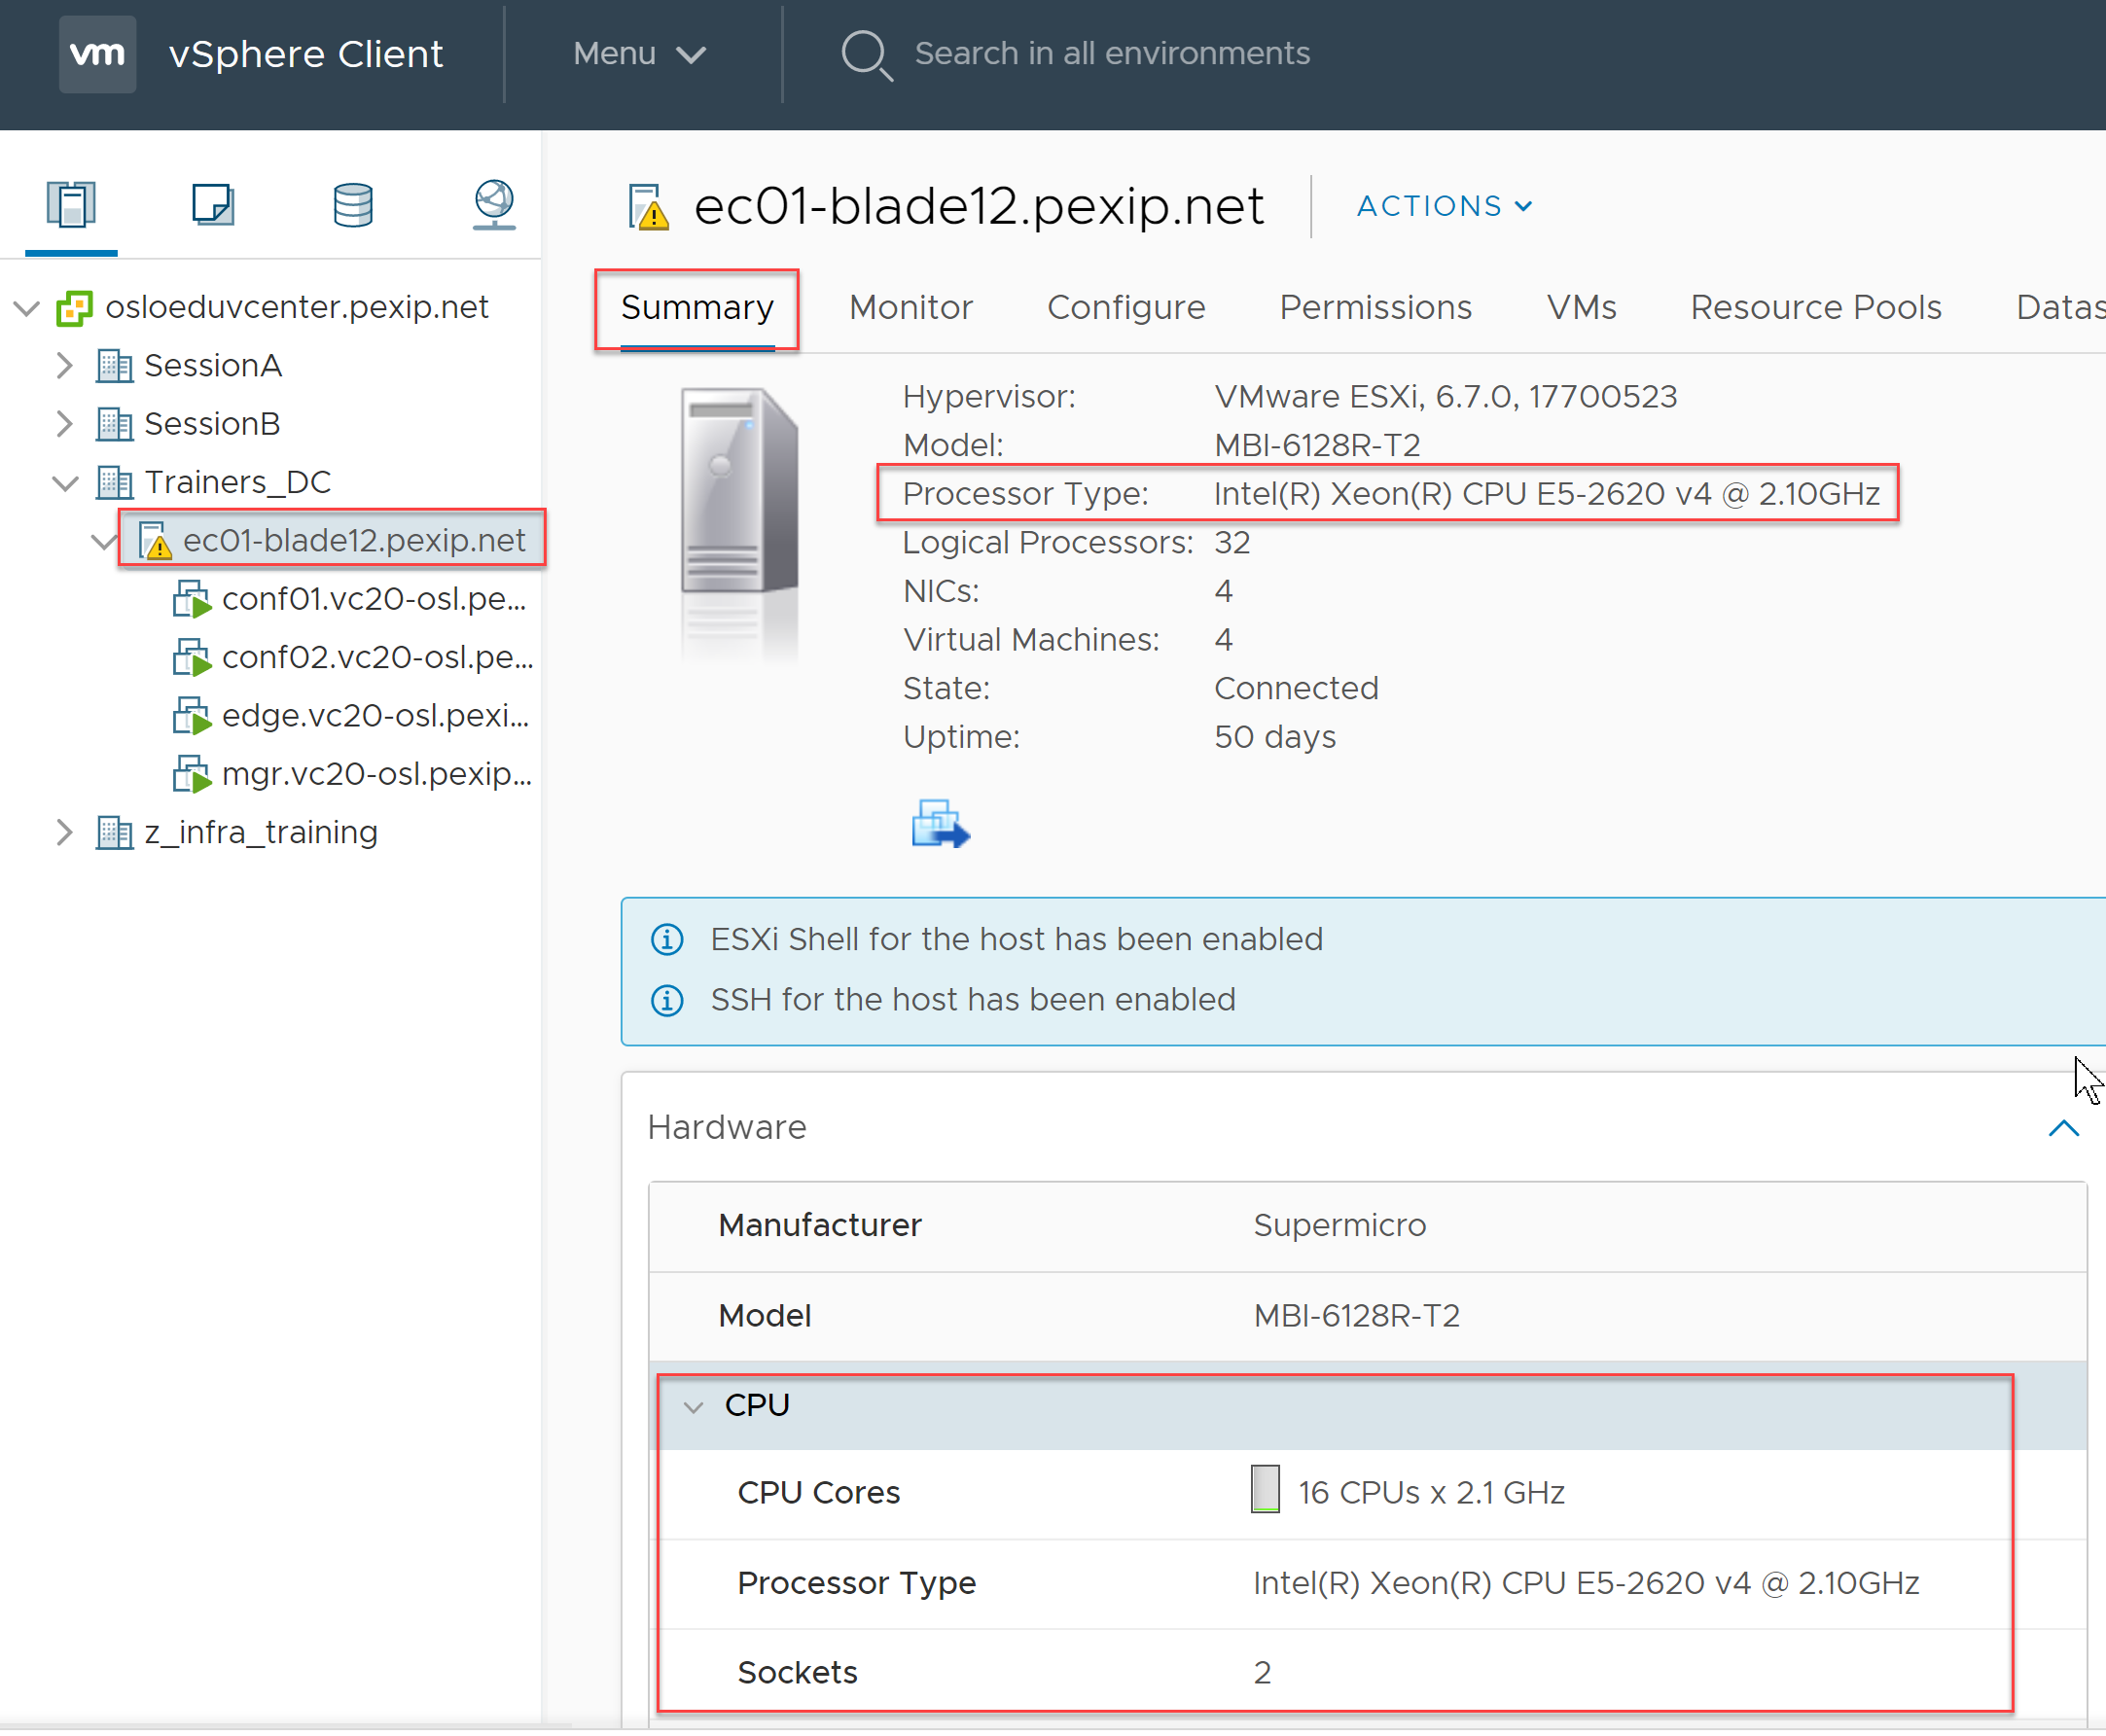 vm vSphere Client Menu Search in all environments
ec01-blade12.pexip.net ACTIONS
Summary Monitor Configure Permissions VMs Resource Pools Datas
osloeduvcenter.pexip.net
SessionA
SessionB
Trainers_DC
ec01-blade12.pexip.net
conf01.vc20-osl.pe...
conf02.vc20-osl.pe...
edge.vc20-osl.pexi...
mgr.vc20-osl.pexip...
z_infra_training
Hypervisor: VMware ESXi, 6.7.0, 17700523
Model: MBI-6128R-T2
Processor Type: Intel(R) Xeon(R) CPU E5-2620 v4 @ 2.10GHz
Logical Processors: 32
NICs: 4
Virtual Machines: 4
State: Connected
Uptime: 50 days
ESXi Shell for the host has been enabled
SSH for the host has been enabled
Hardware
Manufacturer Supermicro
Model MBI-6128R-T2
CPU
CPU Cores 16 CPUs x 2.1 GHz
Processor Type Intel(R) Xeon(R) CPU E5-2620 v4 @ 2.10GHz
Sockets 2